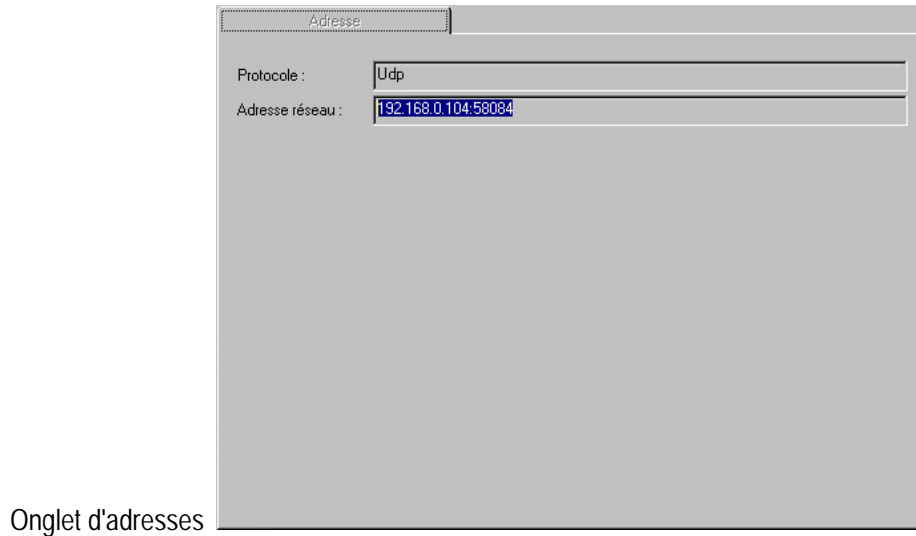 Adresse
Protocole : Udp
Adresse réseau : 192.168.0.104:58084
Onglet d'adresses